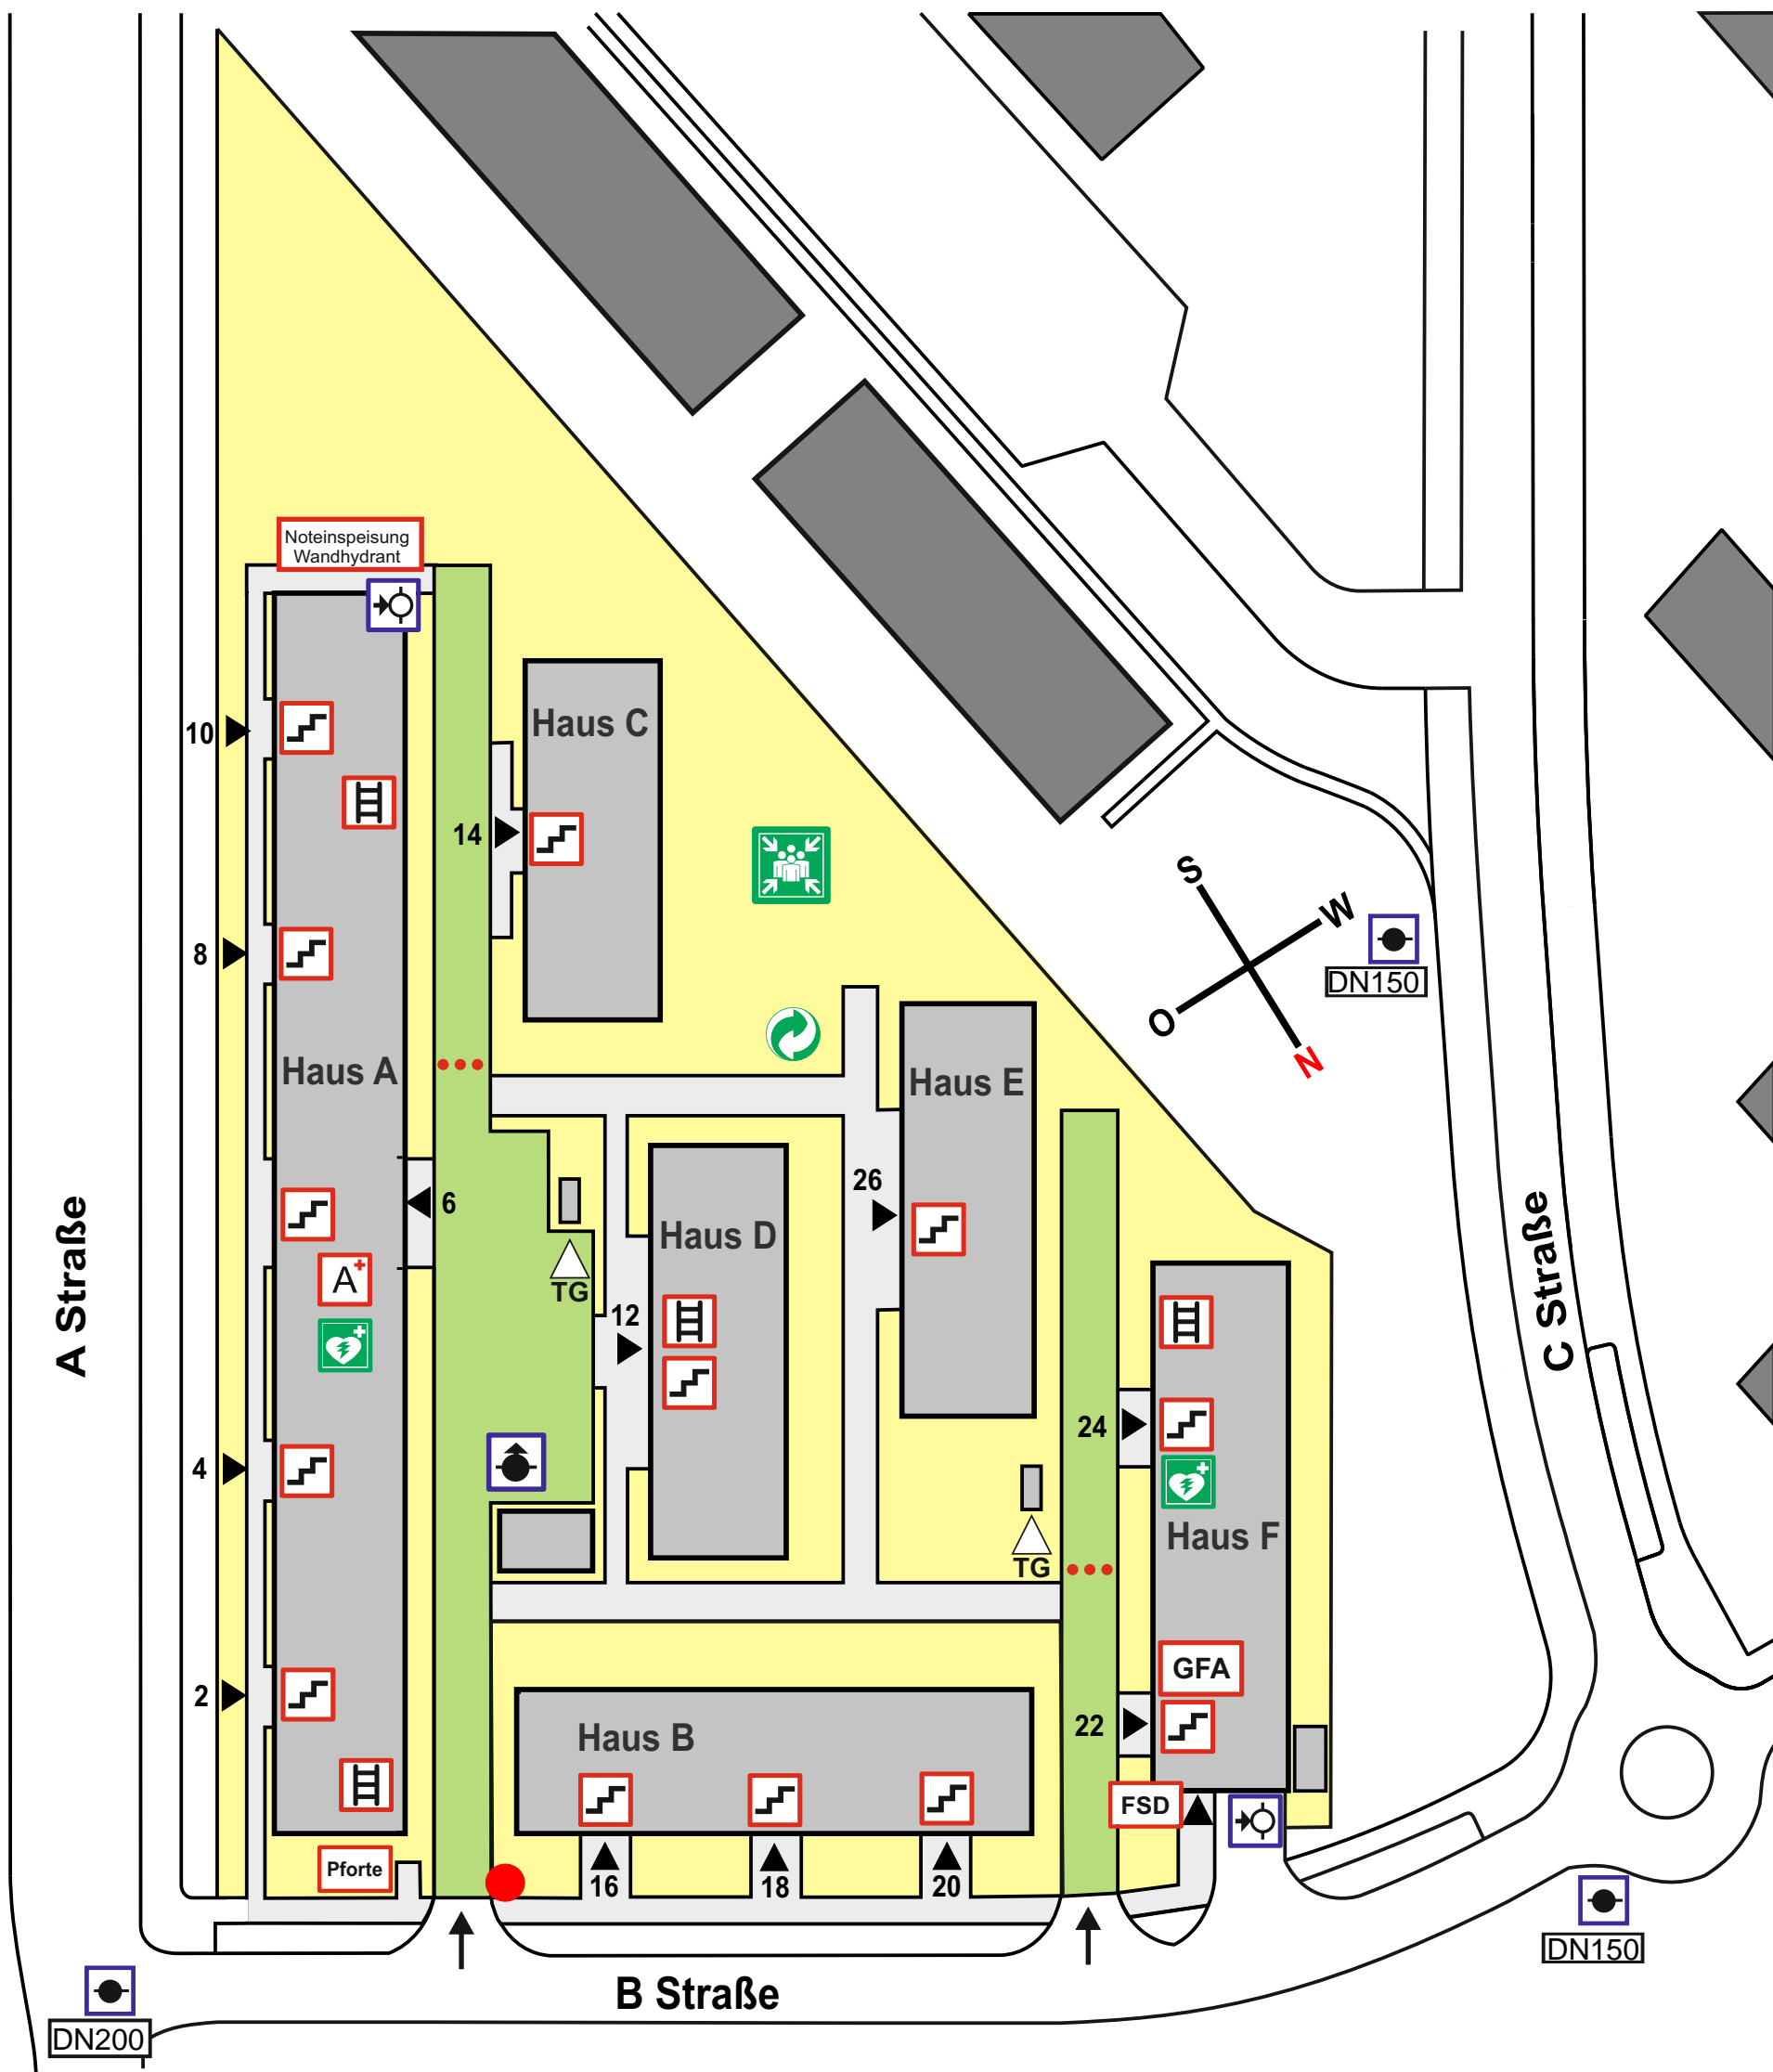 Noteinspeisung
Wandhydrant
Haus C
10
14
S
W
DN150
O
N
8
Haus A
Haus E
6
26
Haus D
TG
12
A+
A Straße
C Straße
24
4
Haus F
TG
GFA
2
22
Haus B
FSD
Pforte
16
18
20
DN150
B Straße
DN200